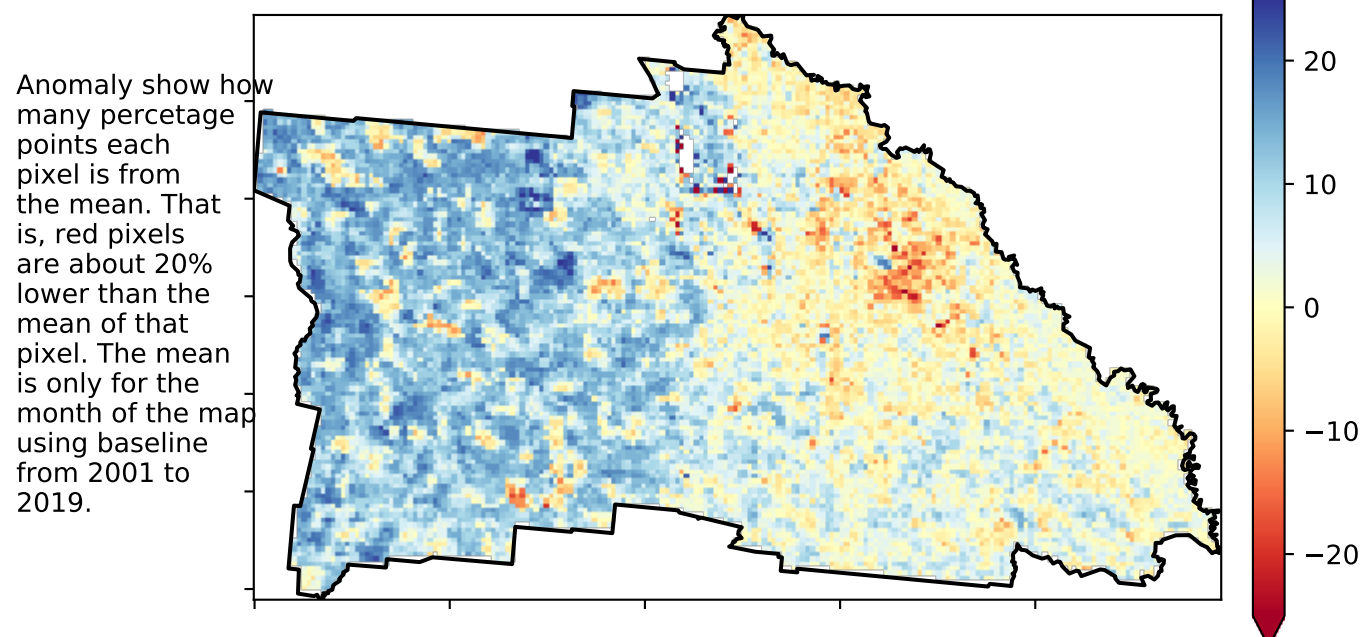 Anomaly show how
many percetage
points each
pixel is from
the mean. That
is, red pixels
are about 20%
lower than the
mean of that
pixel. The mean
is only for the
month of the map
using baseline
from 2001 to
2019.
20
10
0
−10
−20